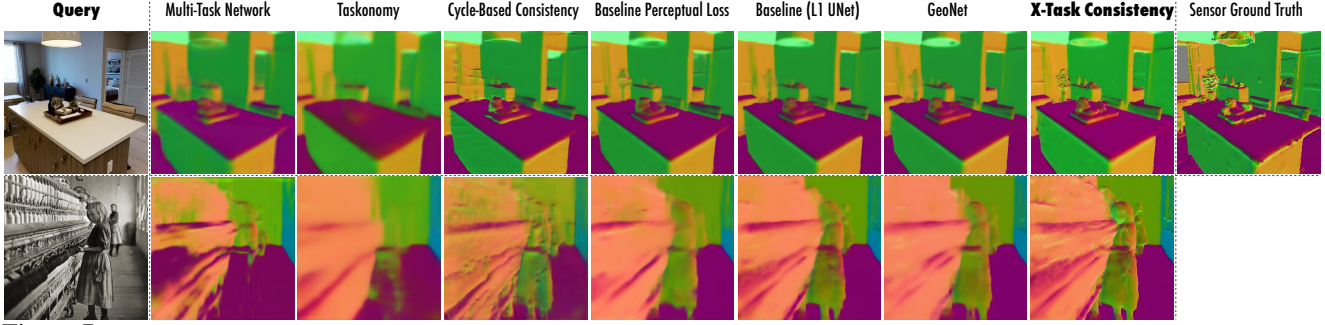 Query Multi-Task Network Taskonomy Cycle-Based Consistency Baseline Perceptual Loss Baseline (L1 UNet) GeoNet X-Task Consistency Sensor Ground Truth